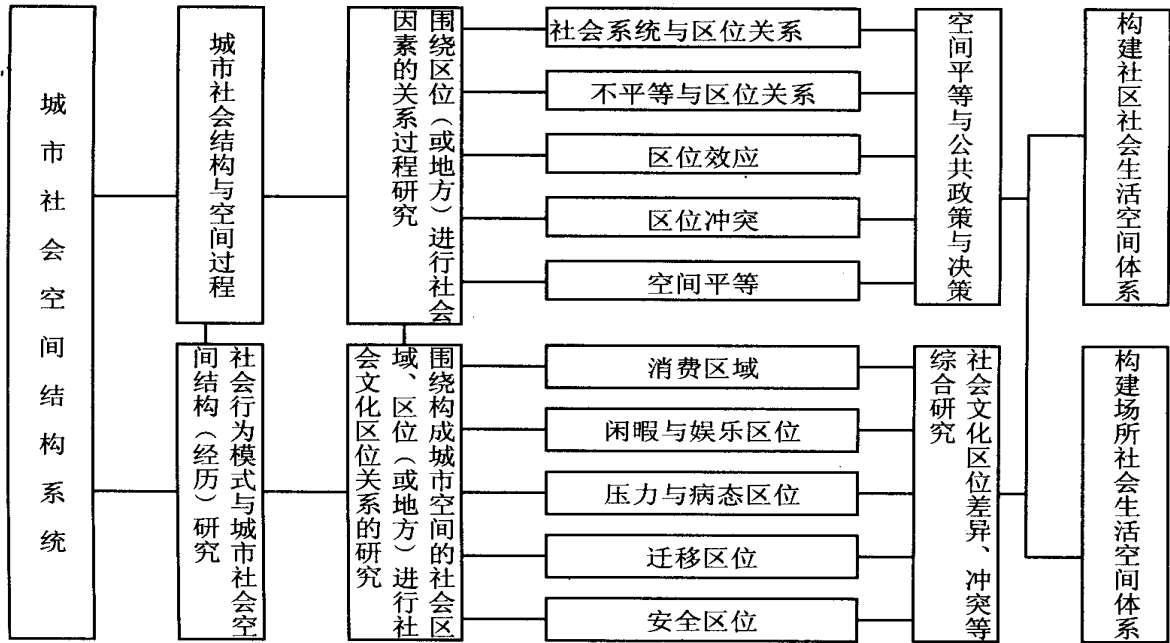 城市社会空间结构系统
城市社会结构与空间过程
社会行为模式与城市社会空
间结构（经历）研究
围绕区位（或地方）进行社会
因素的关系过程研究
围绕构成城市空间的社会区
域、区位（或地方）进行社
会文化区位关系的研究
社会系统与区位关系
不平等与区位关系
区位效应
区位冲突
空间平等
消费区域
闲暇与娱乐区位
压力与病态区位
迁移区位
安全区位
空间平等与公共政策与决策
社会文化区位差异、冲突等
综合研究
构建社区社会生活空间体系
构建场所社会生活空间体系